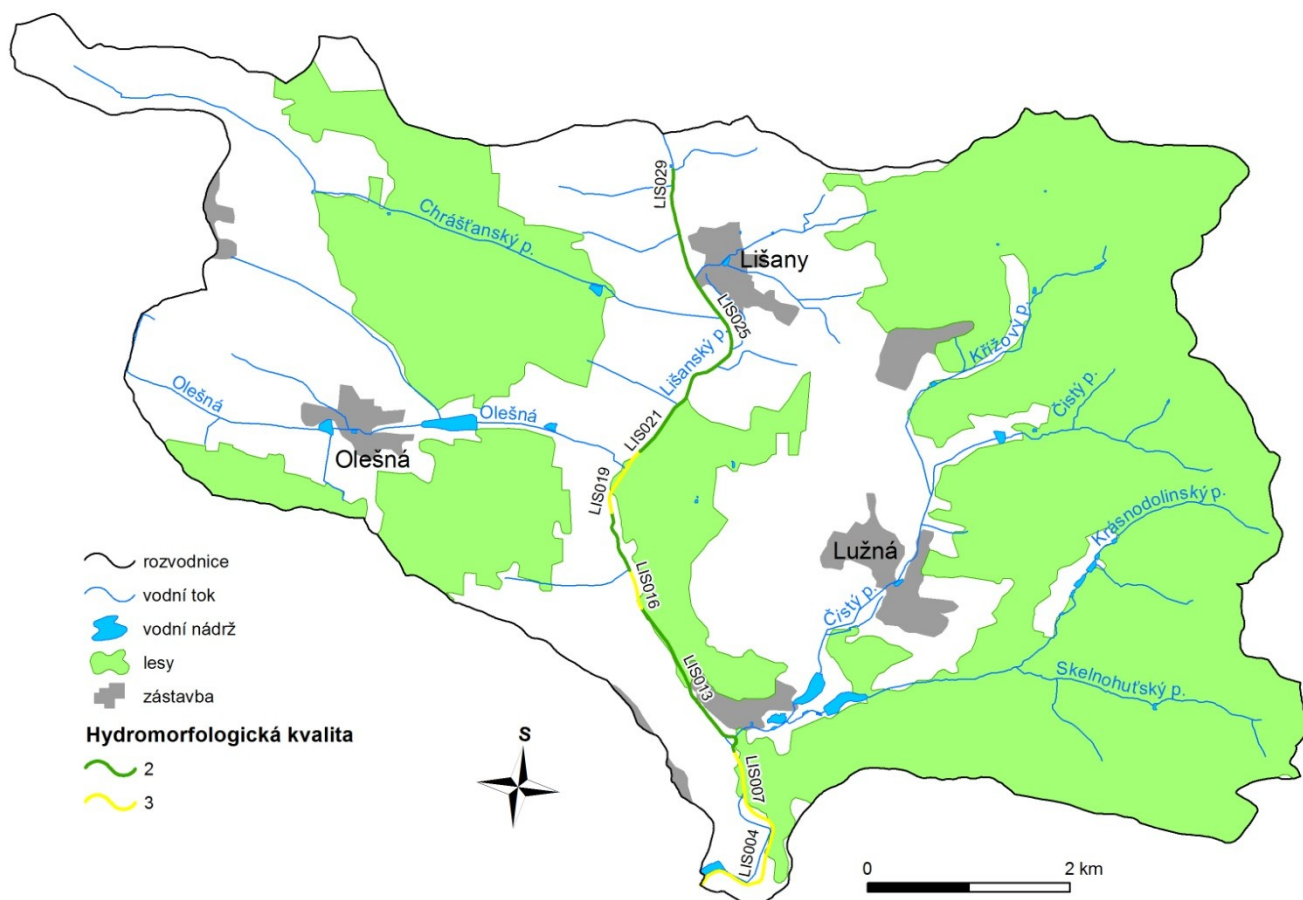 LIS029
Chrášťanský p.
Lišany
LIS025
Křížový p.
Lišanský p.
Čistý p.
Olešná
Olešná
LIS021
Olešná
LIS019
Krásnodolinský p.
Lužná
LIS016
Čistý p.
LIS013
Skelnohuťský p.
rozvodnice
vodní tok
vodní nádrž
lesy
zástavba
Hydromorfologická kvalita
2
3
S
LIS007
LIS004
0
2 km